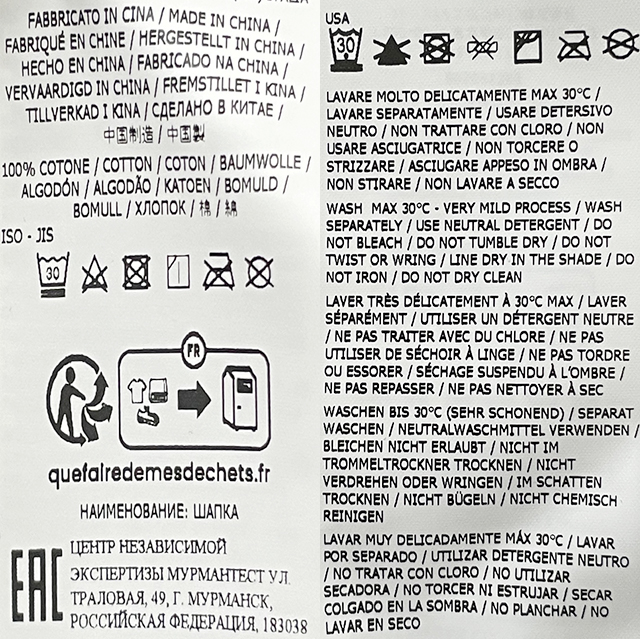 FABBRICATO IN CINA / MADE IN CHINA /
FABRIQUÉ EN CHINE / HERGESTELLT IN CHINA /
HECHO EN CHINA / FABRICADO NA CHINA /
VERVAARDIGD IN CHINA / FREMSTILLET I KINA /
TILLVERKAD I KINA / СДЕЛАНО В КИТАЕ /
中国制造 / 中国製
100% COTONE / COTTON / COTON / BAUMWOLLE /
ALGODÓN / ALGODÃO / KATOEN / BOMULD /
BOMULL / ХЛОПОК / 棉 / 綿
ISO - JIS
30
FR
quefairedemesdechets.fr
НАИМЕНОВАНИЕ: ШАПКА
EAC
ЦЕНТР НЕЗАВИСИМОЙ
ЭКСПЕРТИЗЫ МУРМАНТЕСТ УЛ.
ТРАЛОВАЯ, 49, Г. МУРМАНСК,
РОССИЙСКАЯ ФЕДЕРАЦИЯ, 183038
USA
30
LAVARE MOLTO DELICATAMENTE MAX 30°C /
LAVARE SEPARATAMENTE / USARE DETERSIVO
NEUTRO / NON TRATTARE CON CLORO / NON
USARE ASCIUGATRICE / NON TORCERE O
STRIZZARE / ASCIUGARE APPESO IN OMBRA /
NON STIRARE / NON LAVARE A SECCO
WASH MAX 30°C - VERY MILD PROCESS / WASH
SEPARATELY / USE NEUTRAL DETERGENT / DO
NOT BLEACH / DO NOT TUMBLE DRY / DO NOT
TWIST OR WRING / LINE DRY IN THE SHADE / DO
NOT IRON / DO NOT DRY CLEAN
LAVER TRÈS DÉLICATEMENT À 30°C MAX / LAVER
SÉPARÉMENT / UTILISER UN DÉTERGENT NEUTRE
/ NE PAS TRAITER AVEC DU CHLORE / NE PAS
UTILISER DE SÉCHOIR À LINGE / NE PAS TORDRE
OU ESSORER / SÉCHAGE SUSPENDU À L'OMBRE /
NE PAS REPASSER / NE PAS NETTOYER À SEC
WASCHEN BIS 30°C (SEHR SCHONEND) / SEPARAT
WASCHEN / NEUTRALWASCHMITTEL VERWENDEN /
BLEICHEN NICHT ERLAUBT / NICHT IM
TROMMELTROCKNER TROCKNEN / NICHT
VERDREHEN ODER WRINGEN / IM SCHATTEN
TROCKNEN / NICHT BÜGELN / NICHT CHEMISCH
REINIGEN
LAVAR MUY DELICADAMENTE MÁX 30°C / LAVAR
POR SEPARADO / UTILIZAR DETERGENTE NEUTRO
/ NO TRATAR CON CLORO / NO UTILIZAR
SECADORA / NO TORCER NI ESTRUJAR / SECAR
COLGADO EN LA SOMBRA / NO PLANCHAR / NO
LAVAR EN SECO